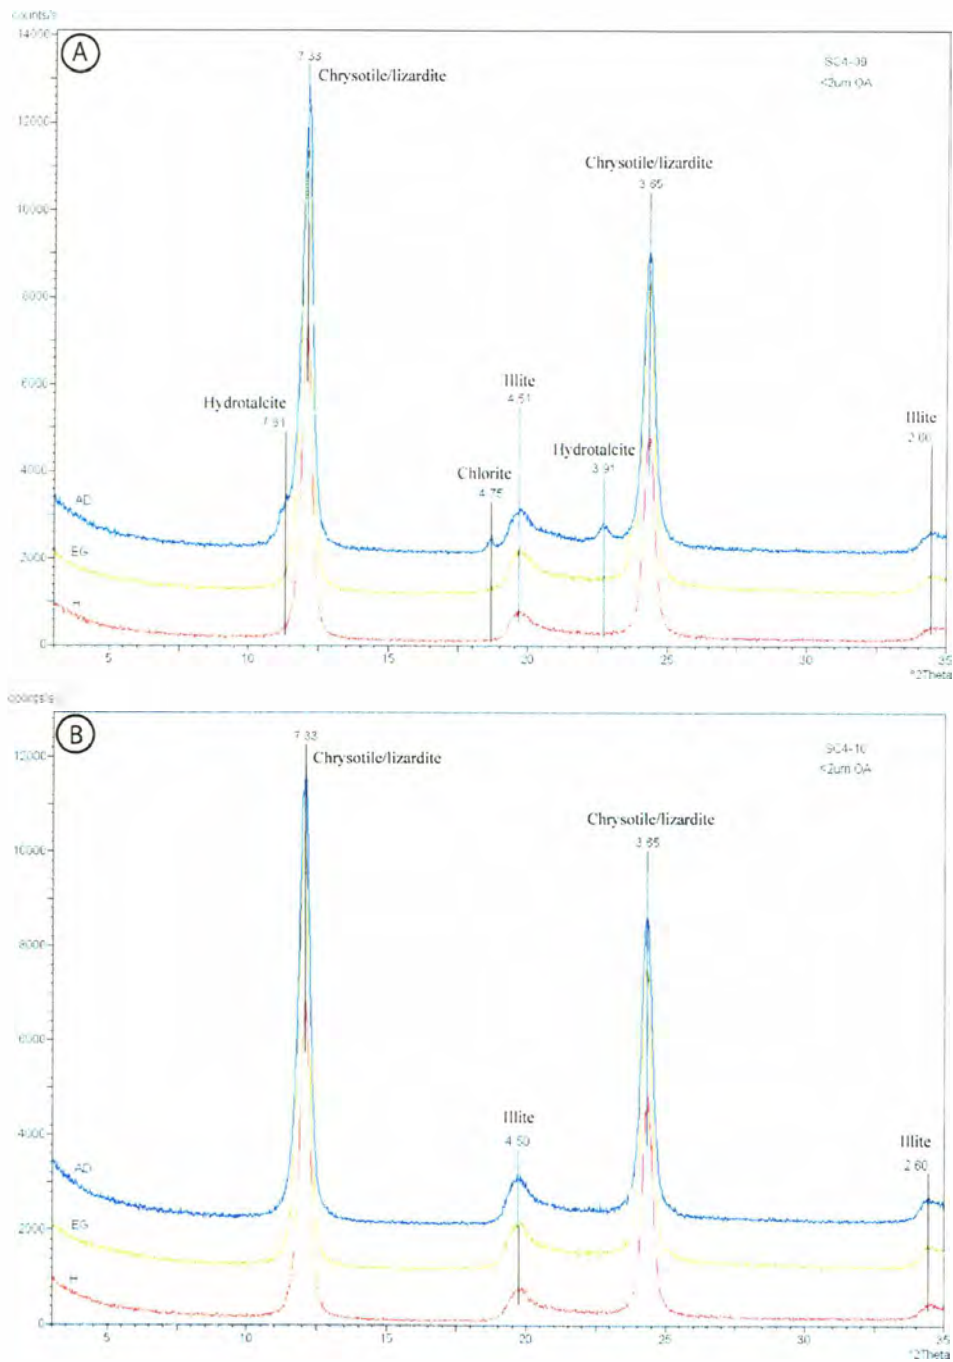 counts/s
14000
A
7.33
Chrysotile/lizardite
SC4-09
<2um OA
12000
Chrysotile/lizardite
3.65
10000
8000
6000
Illite
4.51
Hydrotalcite
7.81
Illite
Hydrotalcite
3.91
Chlorite
4.75
4000
AD
EG
2000
H
0
5 10 15 20 25 30 35
°2Theta
counts/s
B
7.33
Chrysotile/lizardite
SC4-10
<2um OA
12000
Chrysotile/lizardite
3.65
10000
8000
6000
Illite
4.50
Illite
2.60
4000
AD
EG
2000
H
0
5 10 15 20 25 30 35
°2Theta